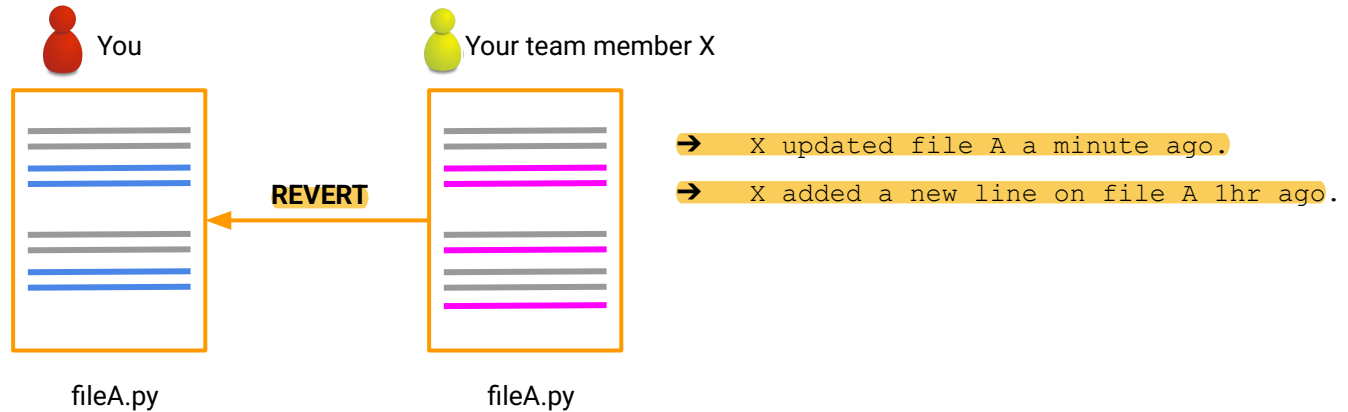 You
Your team member X
➔ X updated file A a minute ago.
REVERT
➔ X added a new line on file A 1hr ago.
fileA.py
fileA.py